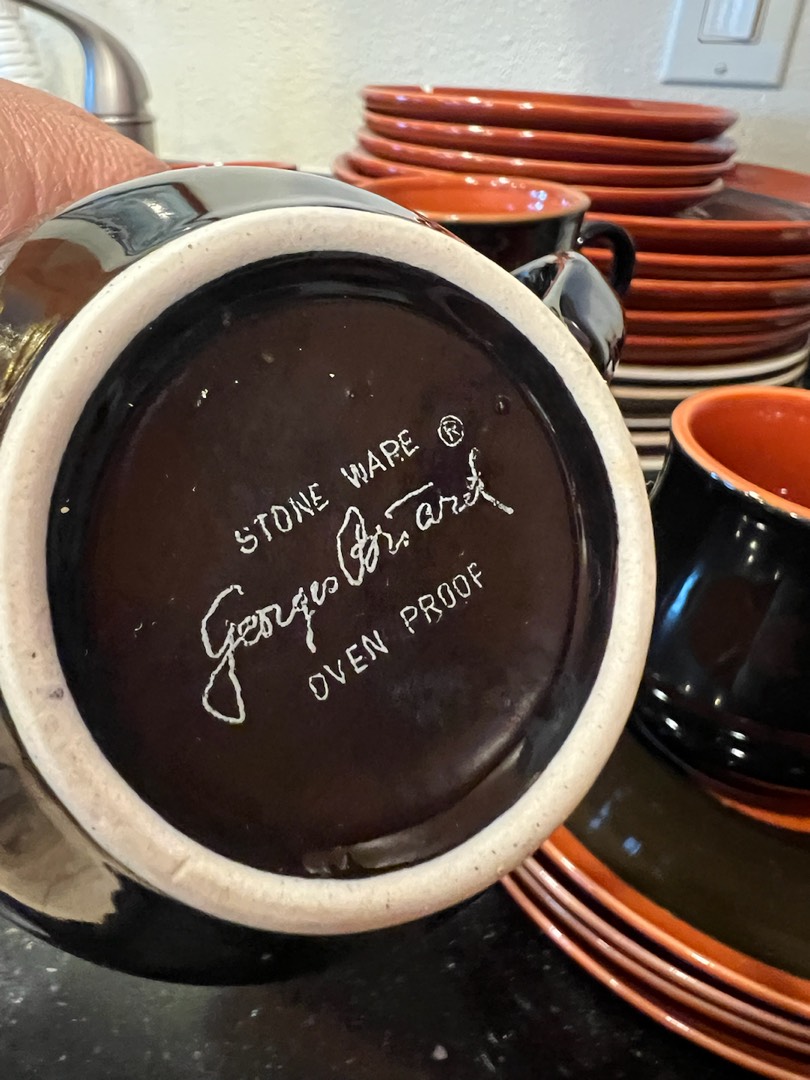 STONE WARE ®
Georges Briard
OVEN PROOF